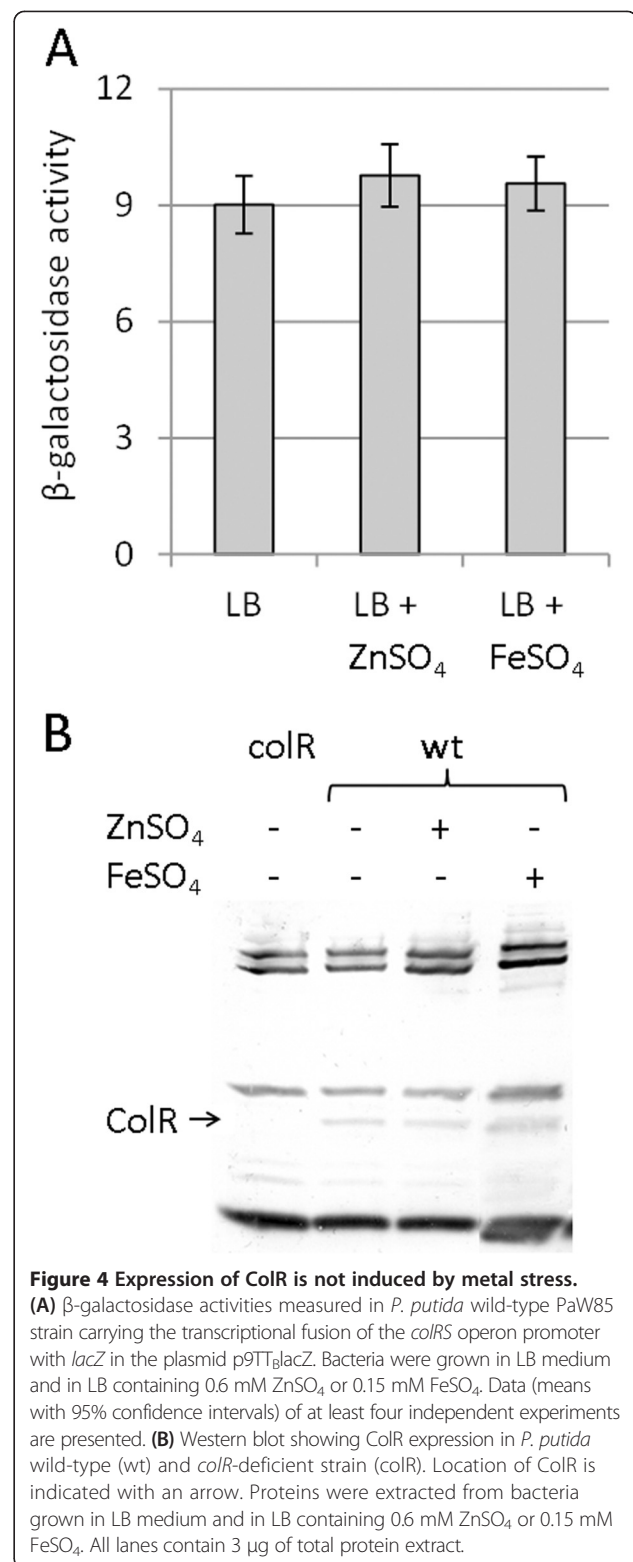 A
12
9
6
3
0
β-galactosidase activity
LB
LB +
ZnSO₄
LB +
FeSO₄
B
colR
wt
ZnSO₄ - - + -
FeSO₄ - - - +
ColR →
Figure 4 Expression of ColR is not induced by metal stress.
(A) β-galactosidase activities measured in P. putida wild-type PaW85
strain carrying the transcriptional fusion of the colRS operon promoter
with lacZ in the plasmid p9TT_BlacZ. Bacteria were grown in LB medium
and in LB containing 0.6 mM ZnSO₄ or 0.15 mM FeSO₄. Data (means
with 95% confidence intervals) of at least four independent experiments
are presented. (B) Western blot showing ColR expression in P. putida
wild-type (wt) and colR-deficient strain (colR). Location of ColR is
indicated with an arrow. Proteins were extracted from bacteria
grown in LB medium and in LB containing 0.6 mM ZnSO₄ or 0.15 mM
FeSO₄. All lanes contain 3 μg of total protein extract.